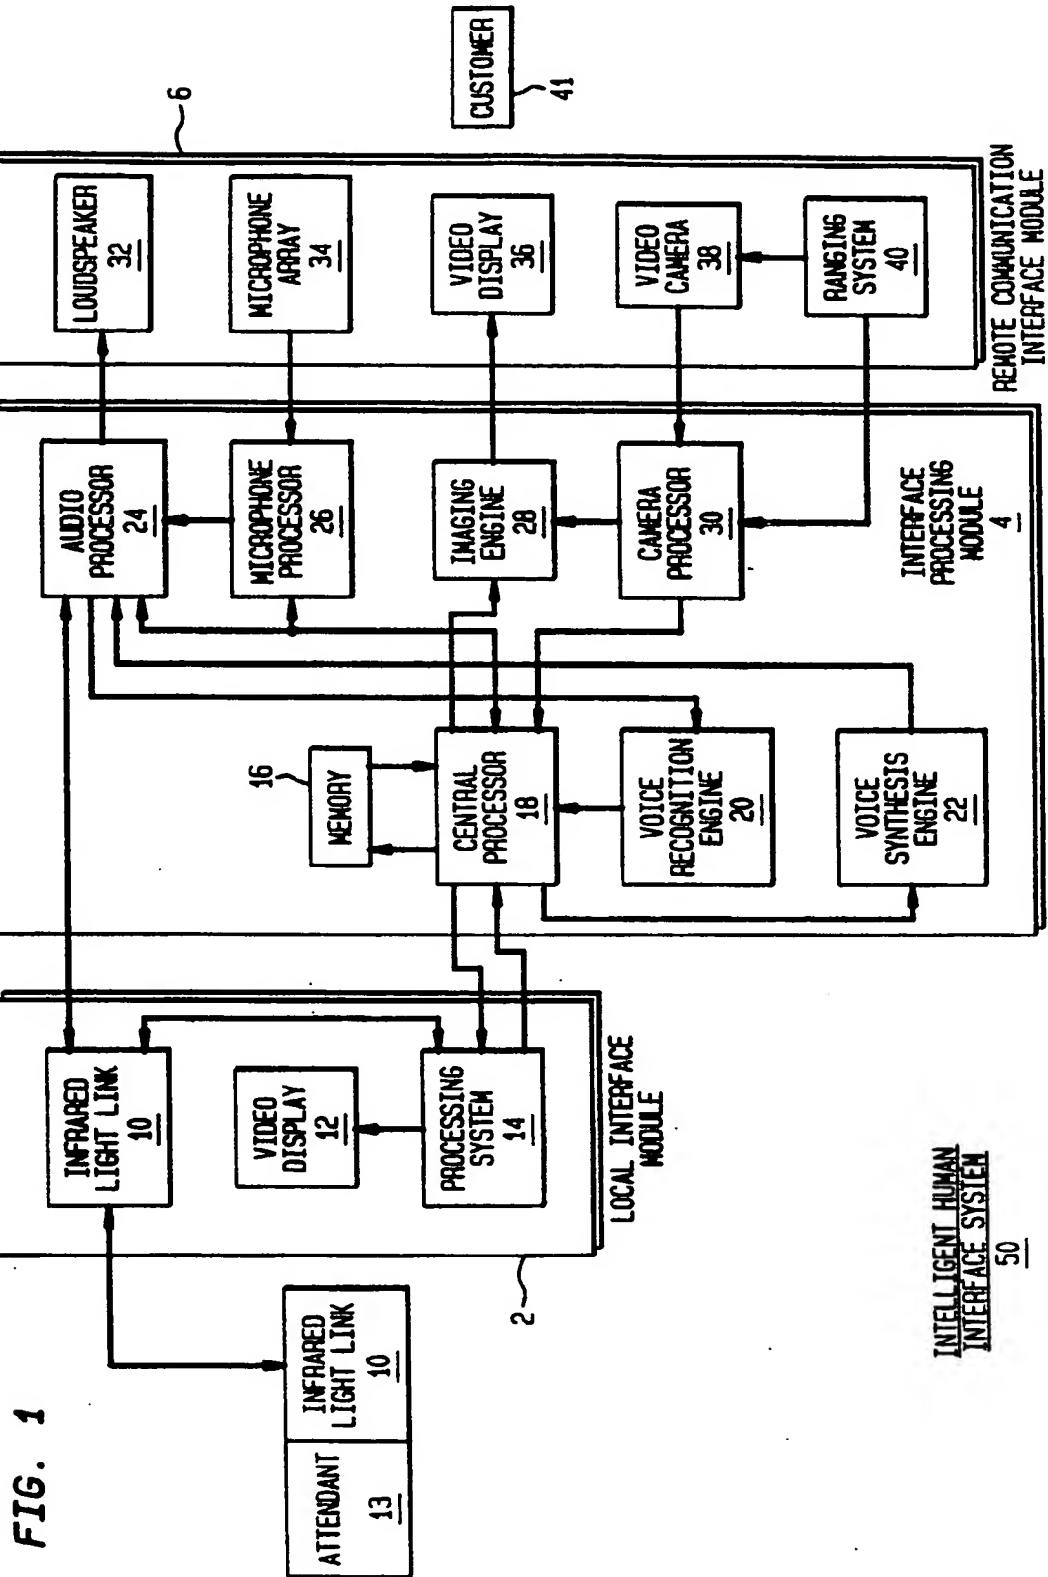 FIG. 1
ATTENDANT
13
INFRARED
LIGHT LINK
10
2
INFRARED
LIGHT LINK
10
VIDEO
DISPLAY
12
PROCESSING
SYSTEM
14
LOCAL INTERFACE
MODULE
16
MEMORY
CENTRAL
PROCESSOR
18
VOICE
RECOGNITION
ENGINE
20
VOICE
SYNTHESIS
ENGINE
22
AUDIO
PROCESSOR
24
MICROPHONE
PROCESSOR
26
IMAGING
ENGINE
28
CAMERA
PROCESSOR
30
INTERFACE
PROCESSING
MODULE
4
LOUDSPEAKER
32
MICROPHONE
ARRAY
34
VIDEO
DISPLAY
36
VIDEO
CAMERA
38
RANGING
SYSTEM
40
6
REMOTE COMMUNICATION
INTERFACE MODULE
CUSTOMER
41
INTELLIGENT HUMAN
INTERFACE SYSTEM
50